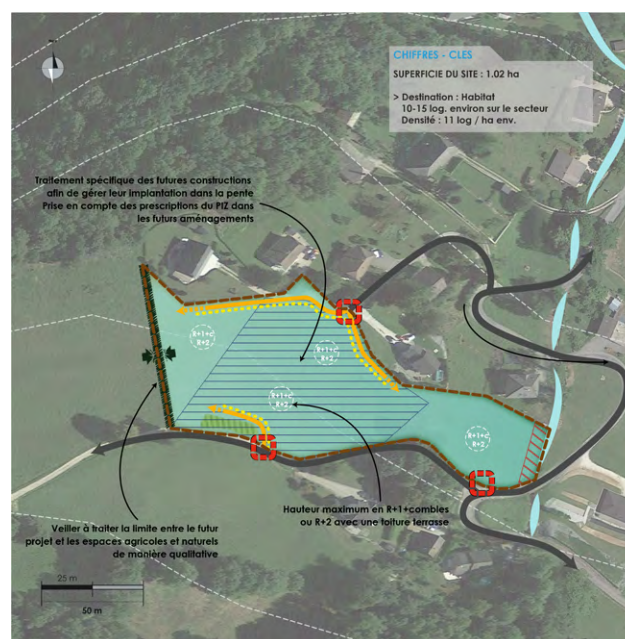 CHIFFRES - CLES
SUPERFICIE DU SITE : 1.02 ha
> Destination : Habitat
10-15 log. environ sur le secteur
Densité : 11 log / ha env.
Traitement spécifique des futures constructions
afin de gérer leur implantation dans la pente
Prise en compte des prescriptions du PIZ dans
les futurs aménagements
R+1+c
R+2
R+1+c
R+2
R+1+c
R+2
R+1+c
R+2
Hauteur maximum en R+1+combles
ou R+2 avec une toiture terrasse
Veiller à traiter la limite entre le futur
projet et les espaces agricoles et naturels
de manière qualitative
25 m
50 m